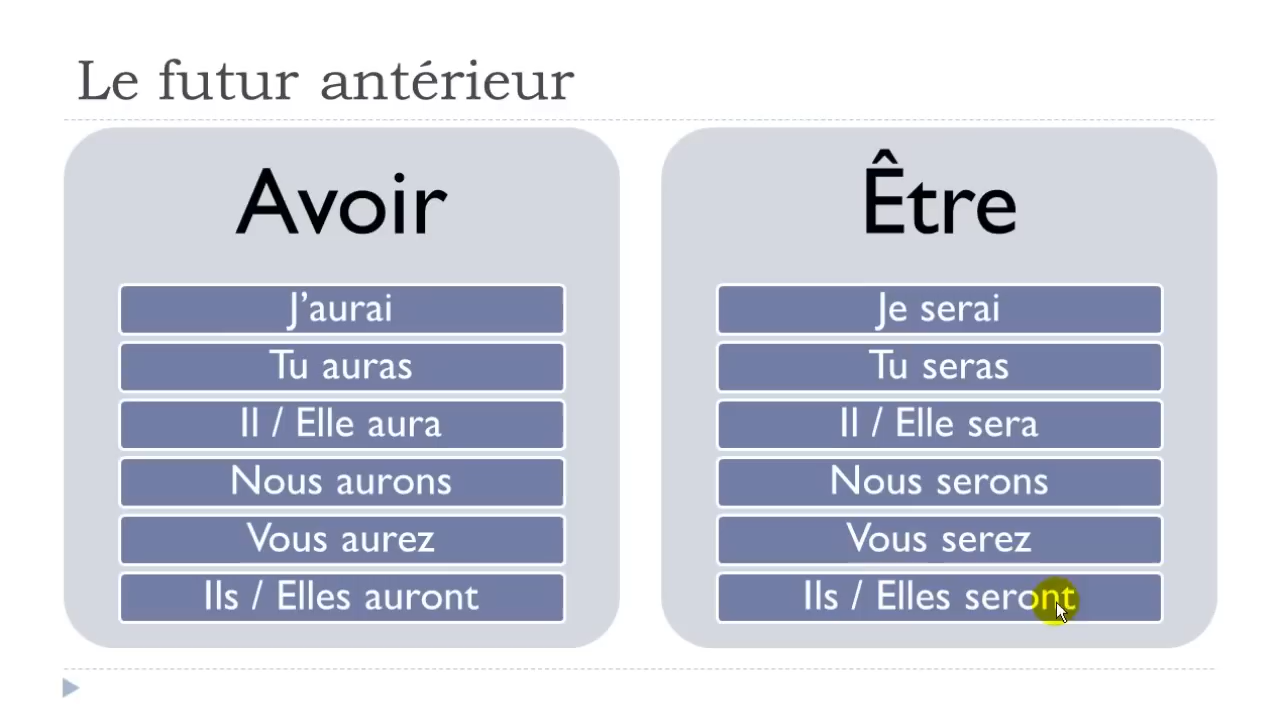 Le futur antérieur
Avoir
J’aurai
Tu auras
Il / Elle aura
Nous aurons
Vous aurez
Ils / Elles auront
Être
Je serai
Tu seras
Il / Elle sera
Nous serons
Vous serez
Ils / Elles seront